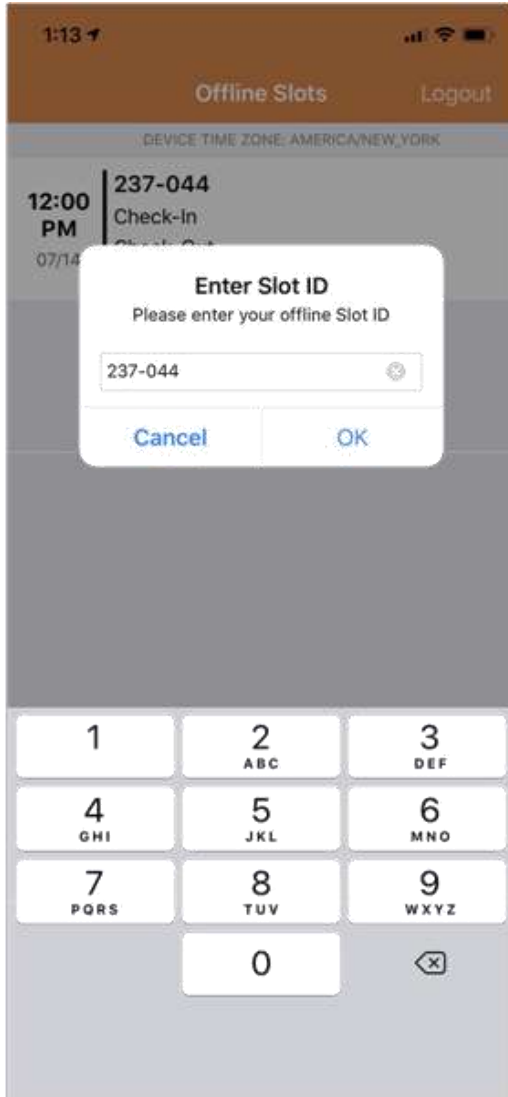 1:13
Offline Slots
Logout
DEVICE TIME ZONE: AMERICA/NEW_YORK
12:00
PM
07/14
237-044
Check-In
Check-Out
Enter Slot ID
Please enter your offline Slot ID
237-044
Cancel
OK
1
2
ABC
3
DEF
4
GHI
5
JKL
6
MNO
7
PQRS
8
TUV
9
WXYZ
0